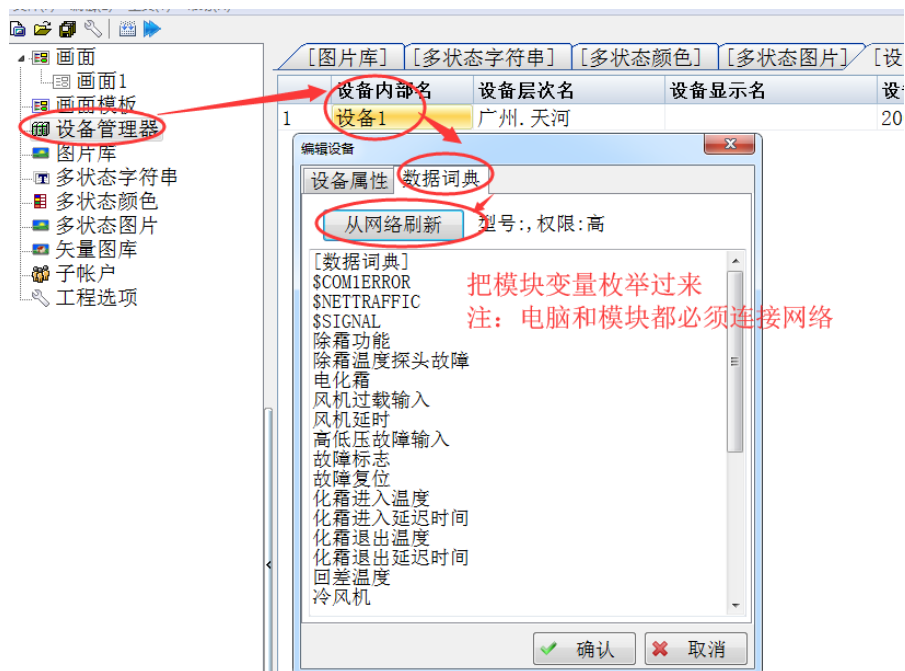 画面
画面1
画面模板
设备管理器
图片库
多状态字符串
多状态颜色
多状态图片
矢量图库
子帐户
工程选项
[图片库] [多状态字符串] [多状态颜色] [多状态图片] [设
设备内部名 设备层次名 设备显示名 设
1 设备1 广州.天河 20
编辑设备
设备属性 数据词典
从网络刷新 型号:,权限:高
[数据词典]
$COM1ERROR
$NETTRAFFIC
$SIGNAL
除霜功能
除霜温度探头故障
电化霜
风机过载输入
风机延时
高低压故障输入
故障标志
故障复位
化霜进入温度
化霜进入延迟时间
化霜退出温度
化霜退出延迟时间
回差温度
冷风机
把模块变量枚举过来
注：电脑和模块都必须连接网络
确认 取消